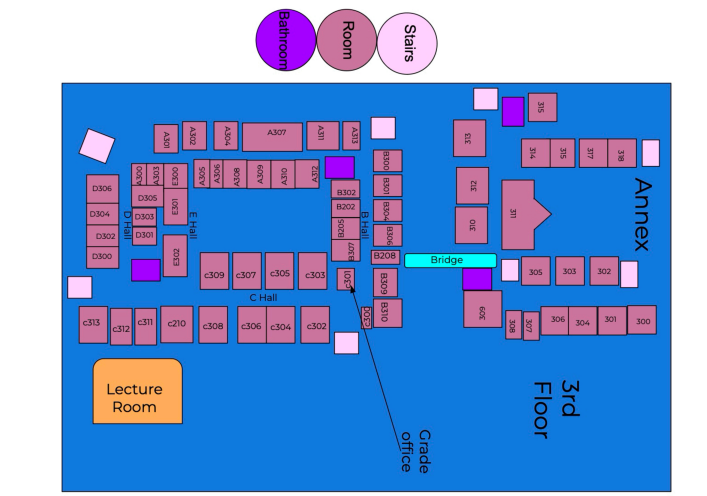 Bathroom
Room
Stairs
315
A301
A302
A304
A307
A311
A313
313
314
315
317
318
B300
A300
A303
E300
A305
A306
A308
A309
A310
A312
B301
312
Annex
D306
D305
E301
B302
B202
B304
311
D304
D303
D Hall
E Hall
B205
B Hall
B306
310
D302
D301
B307
D300
E302
B208
Bridge
c309
c307
c305
c303
c301
B309
305
303
302
C Hall
c313
c312
c311
c210
c308
c306
c304
c302
c300
B310
309
308
307
306
304
301
300
Lecture
Room
3rd
Floor
Grade
office